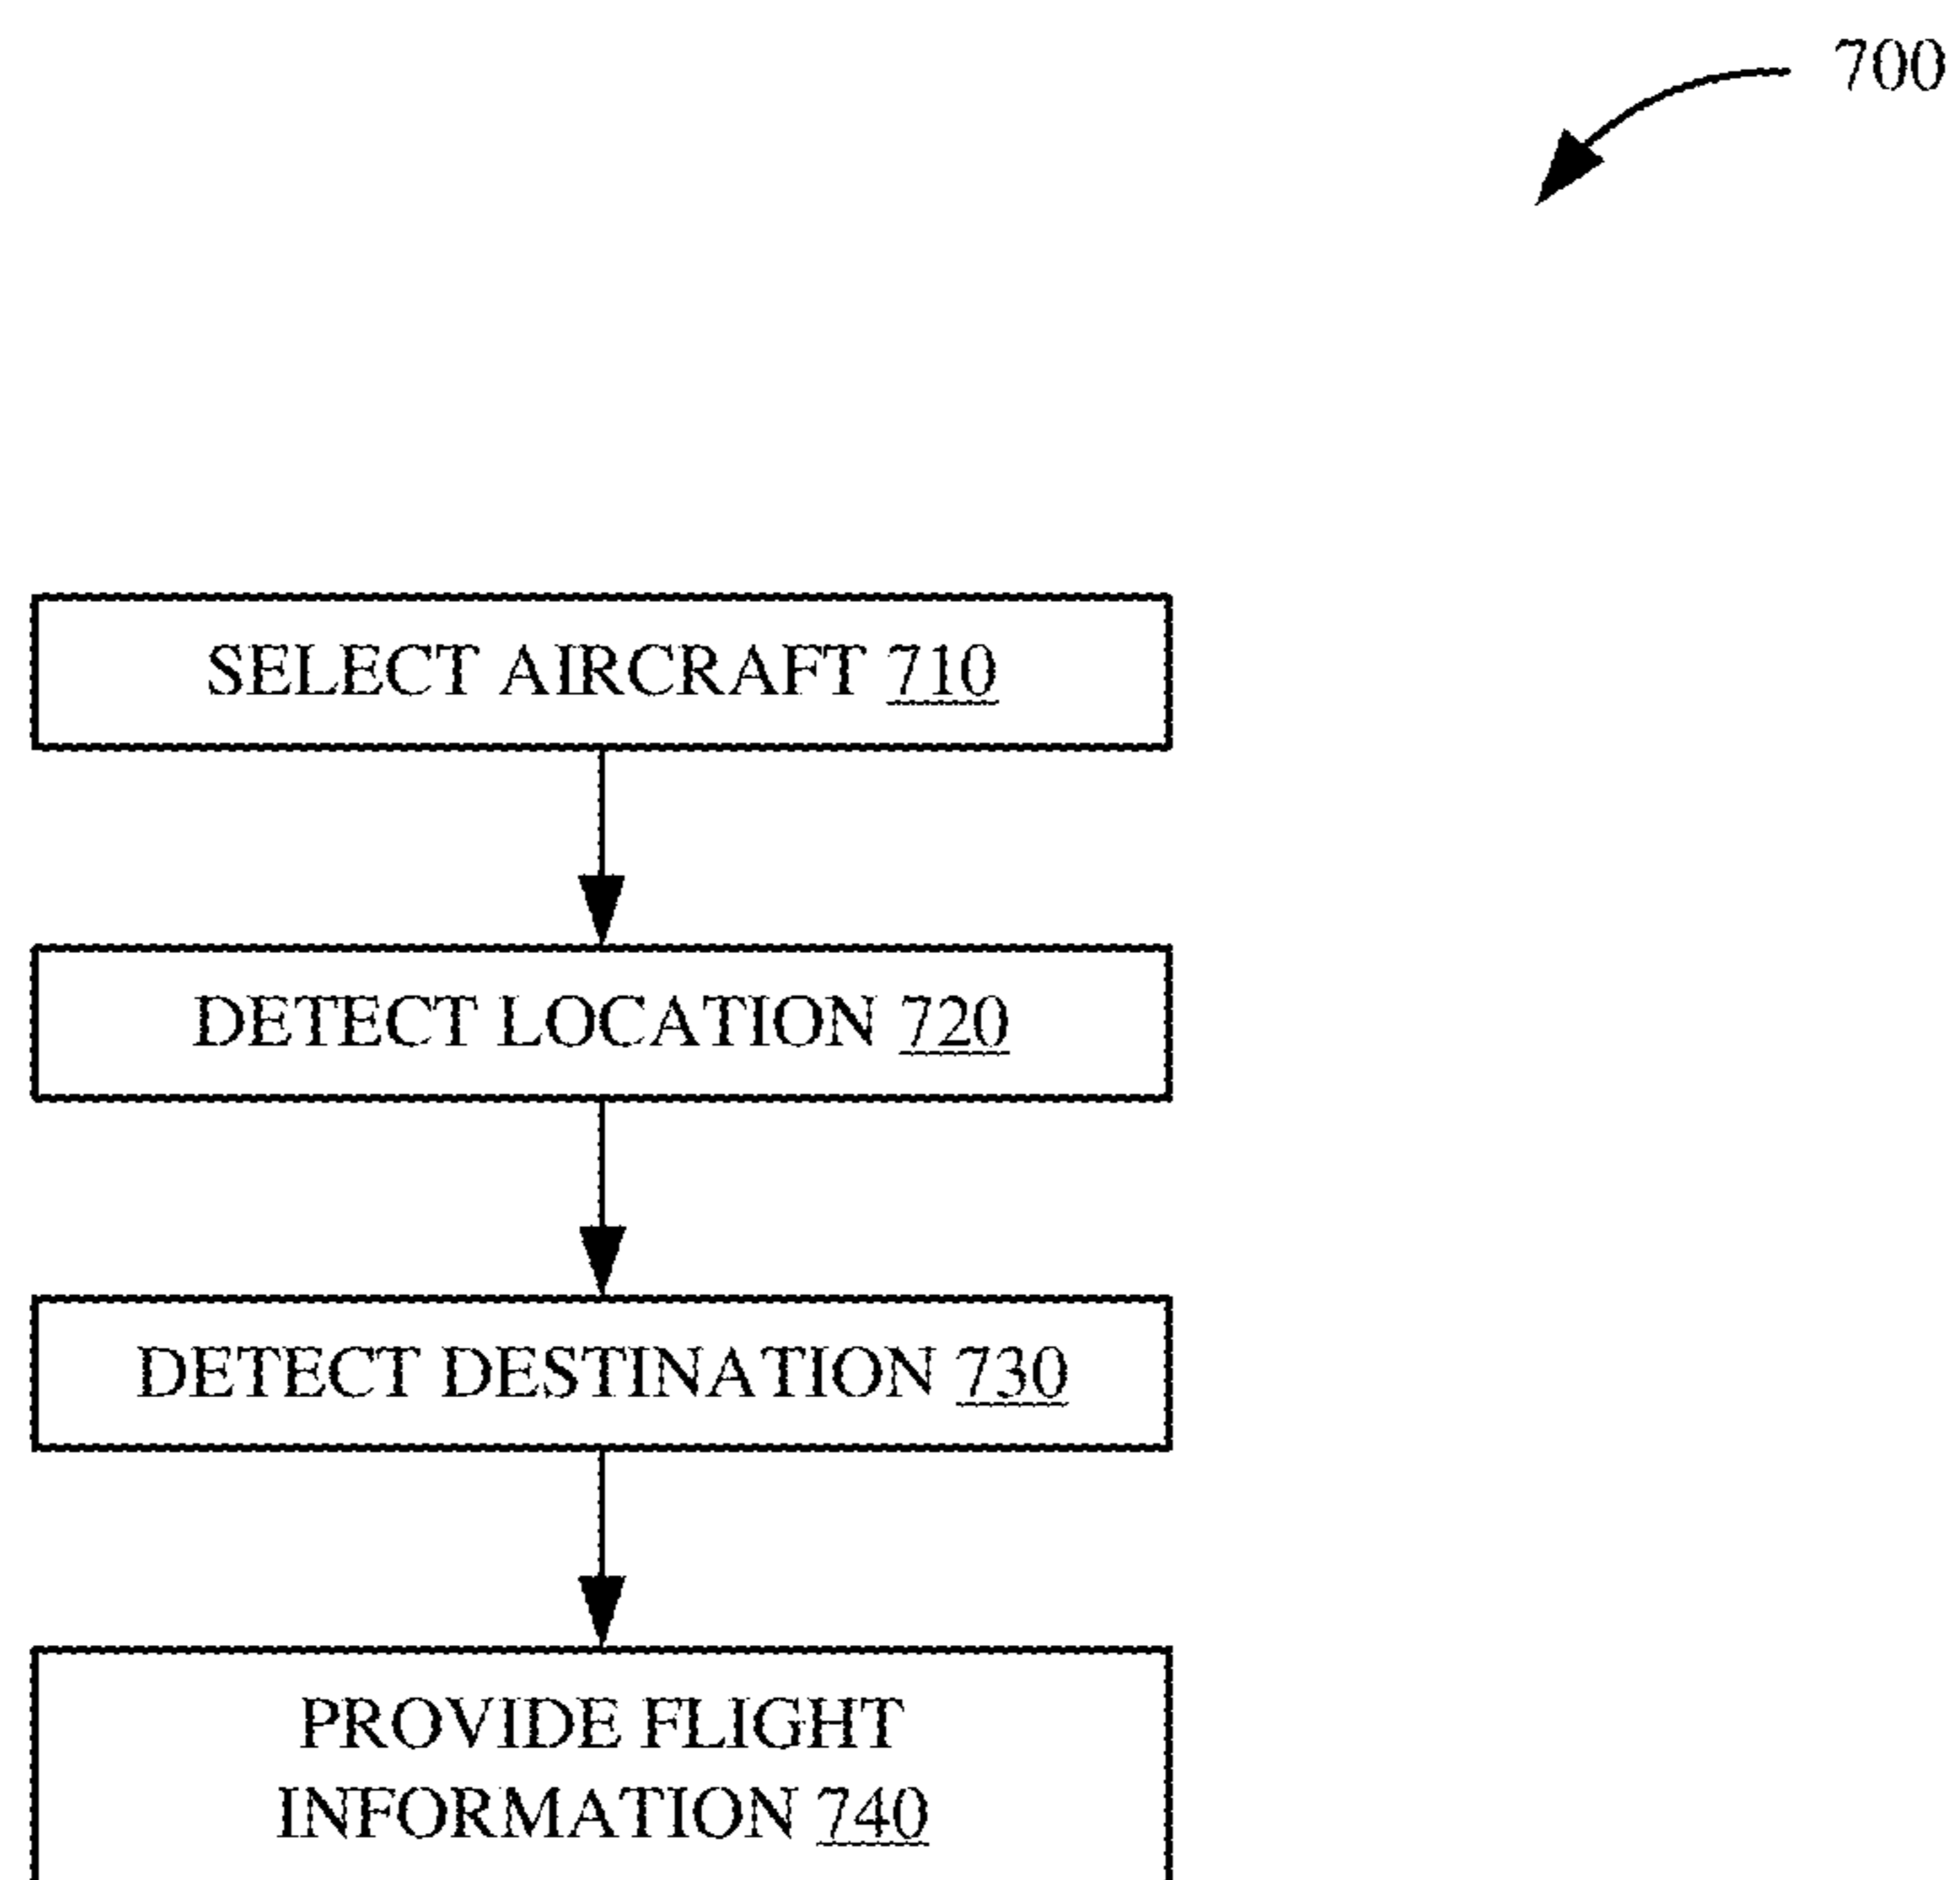 700
SELECT AIRCRAFT 710
DETECT LOCATION 720
DETECT DESTINATION 730
PROVIDE FLIGHT
INFORMATION 740